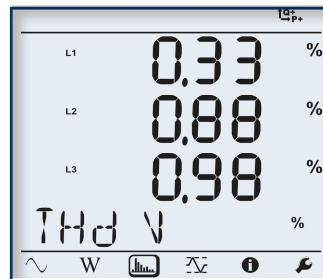 Q+
P+
L1 0.33 %
L2 0.88 %
L3 0.98 %
THd V %
W
i